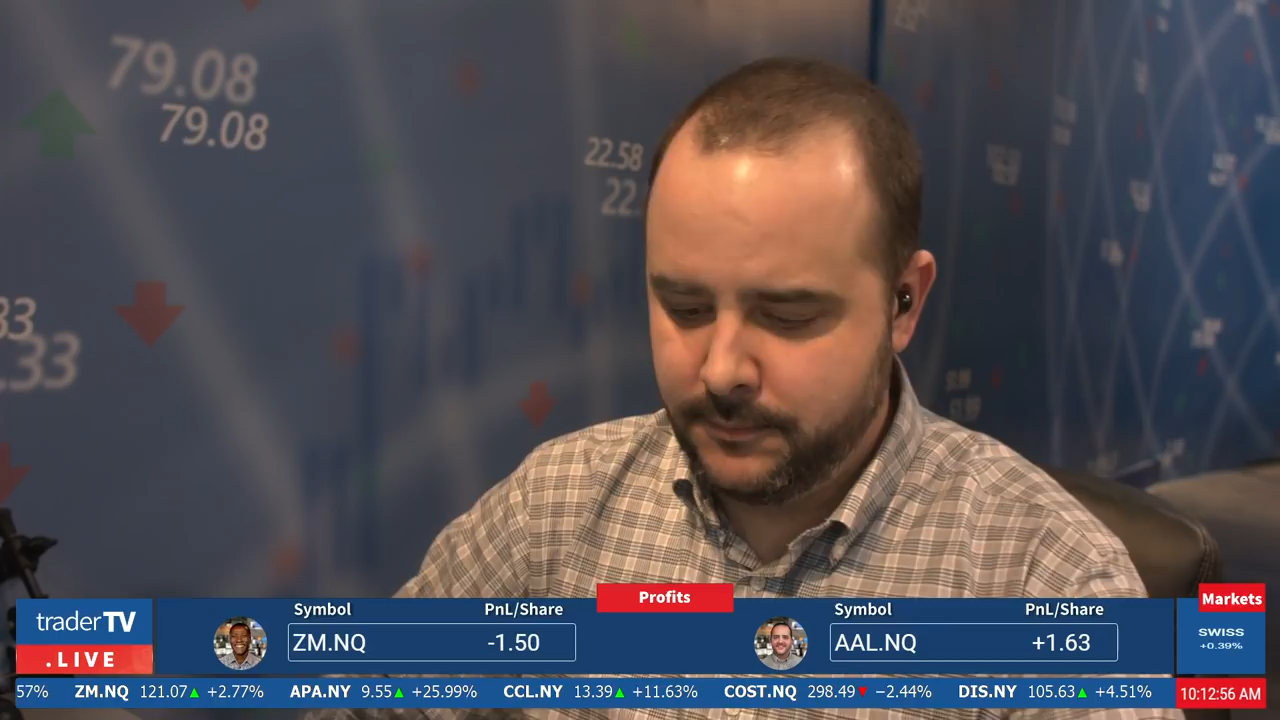 79.08
79.08
22.58
22.
33
.33
Profits
Markets
traderTV
.LIVE
Symbol PnL/Share
ZM.NQ -1.50
Symbol PnL/Share
AAL.NQ +1.63
SWISS
+0.39%
57% ZM.NQ 121.07▲ +2.77% APA.NY 9.55▲ +25.99% CCL.NY 13.39▲ +11.63% COST.NQ 298.49▼ −2.44% DIS.NY 105.63▲ +4.51%
10:12:56 AM